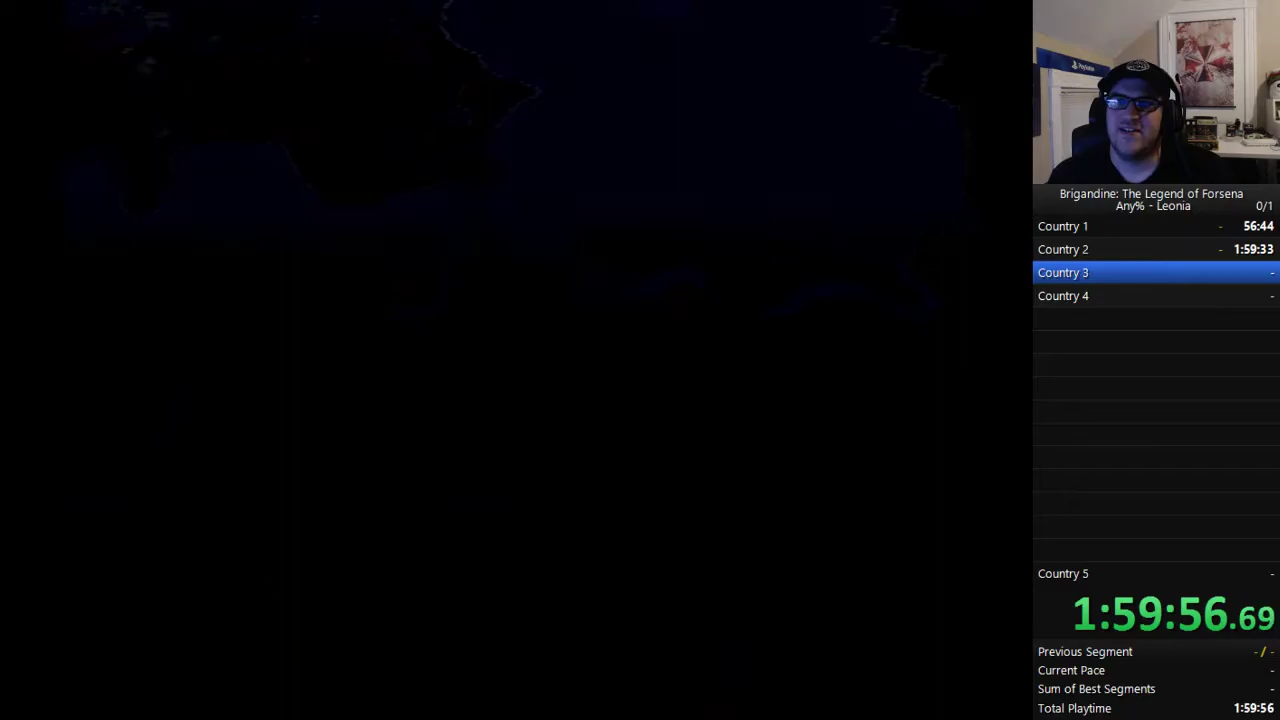 PlayStation
Brigandine: The Legend of Forsena
Any% - Leonia 0/1
Country 1 - 56:44
Country 2 - 1:59:33
Country 3 -
Country 4 -
Country 5 -
1:59:56.69
Previous Segment - / -
Current Pace -
Sum of Best Segments -
Total Playtime 1:59:56